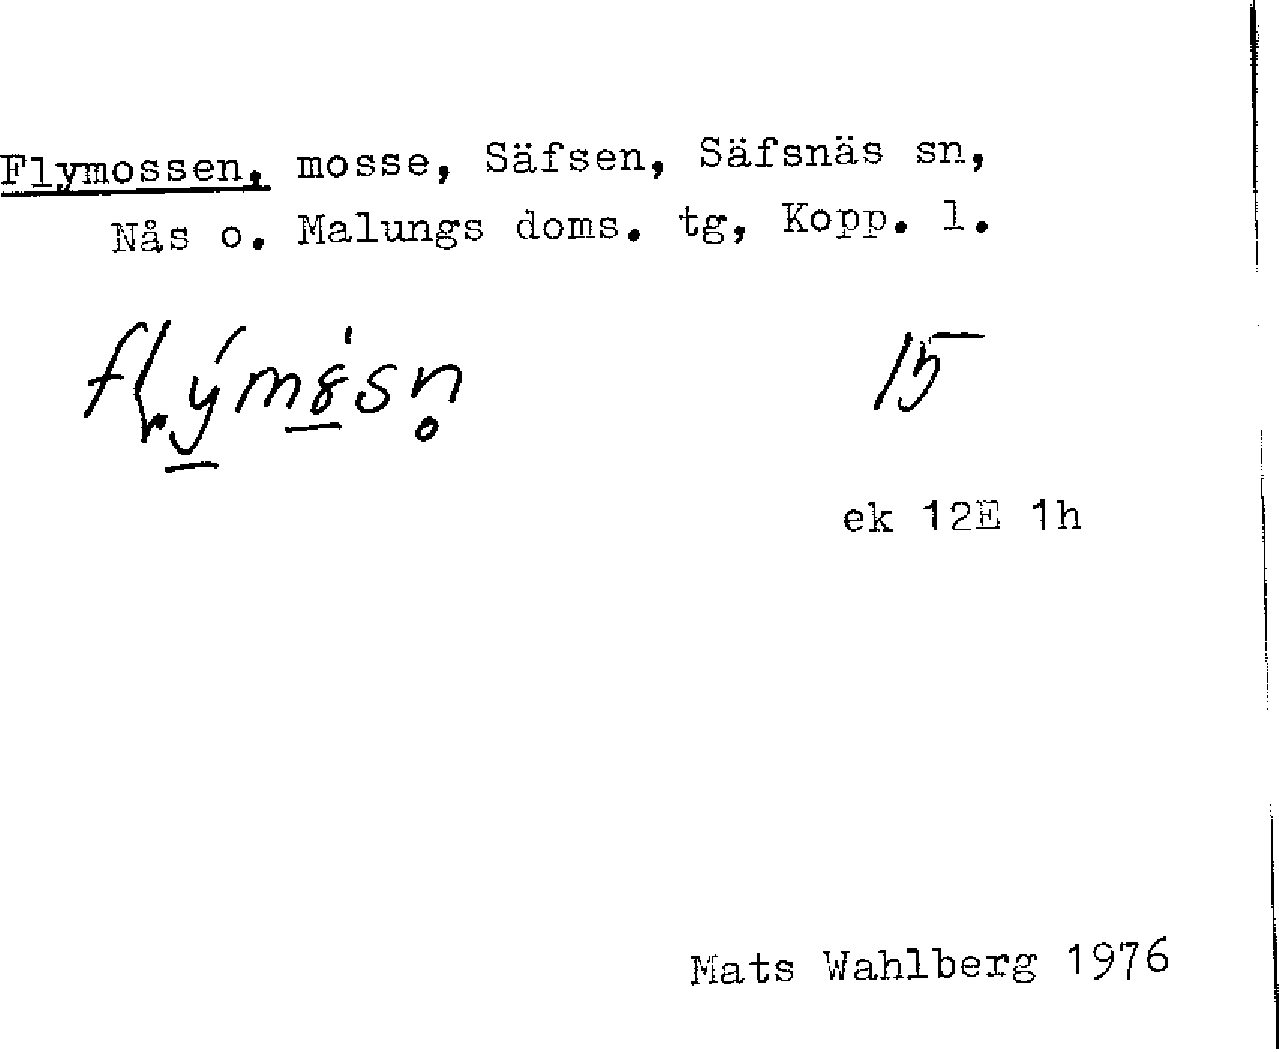 Flymossen, mosse, Säfsen, Säfsnäs sn,
Nås o. Malungs doms. tg, Kopp. l.
15
ek 12E 1h
Mats Wahlberg 1976